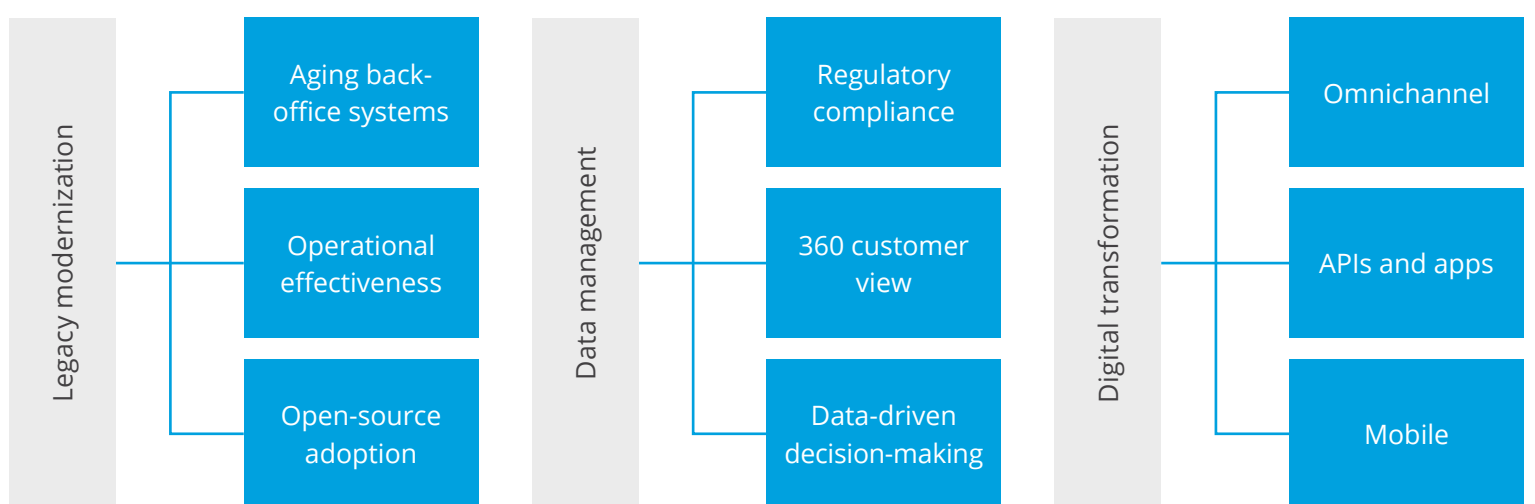 Legacy modernization
Aging back-
office systems
Operational
effectiveness
Open-source
adoption
Data management
Regulatory
compliance
360 customer
view
Data-driven
decision-making
Digital transformation
Omnichannel
APIs and apps
Mobile